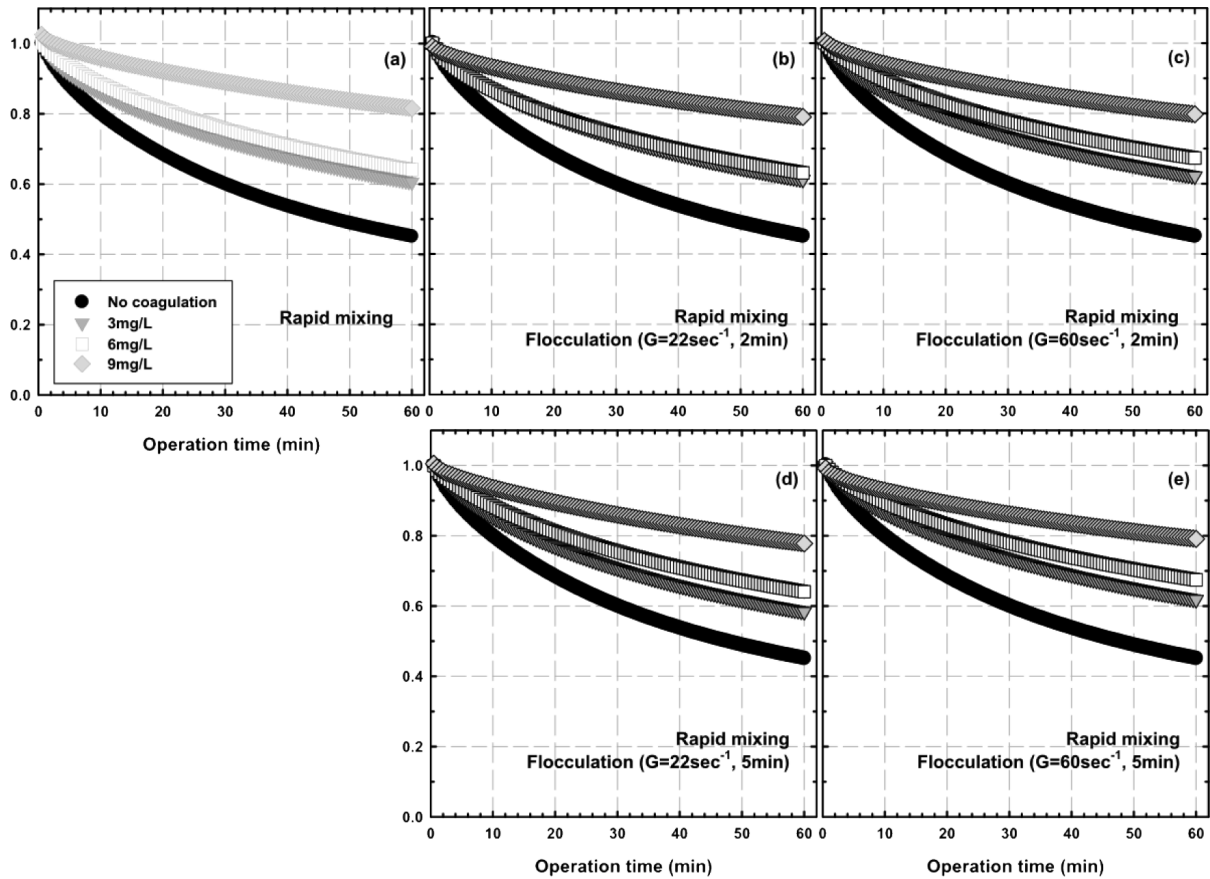 (a)
(b)
(c)
1.0
0.8
0.6
0.4
0.2
0.0
No coagulation
3mg/L
6mg/L
9mg/L
Rapid mixing
Rapid mixing
Flocculation (G=22sec⁻¹, 2min)
Rapid mixing
Flocculation (G=60sec⁻¹, 2min)
0 10 20 30 40 50 60
0 10 20 30 40 50 60
0 10 20 30 40 50 60
Operation time (min)
(d)
(e)
1.0
0.8
0.6
0.4
0.2
0.0
Rapid mixing
Flocculation (G=22sec⁻¹, 5min)
Rapid mixing
Flocculation (G=60sec⁻¹, 5min)
0 10 20 30 40 50 60
0 10 20 30 40 50 60
Operation time (min)
Operation time (min)